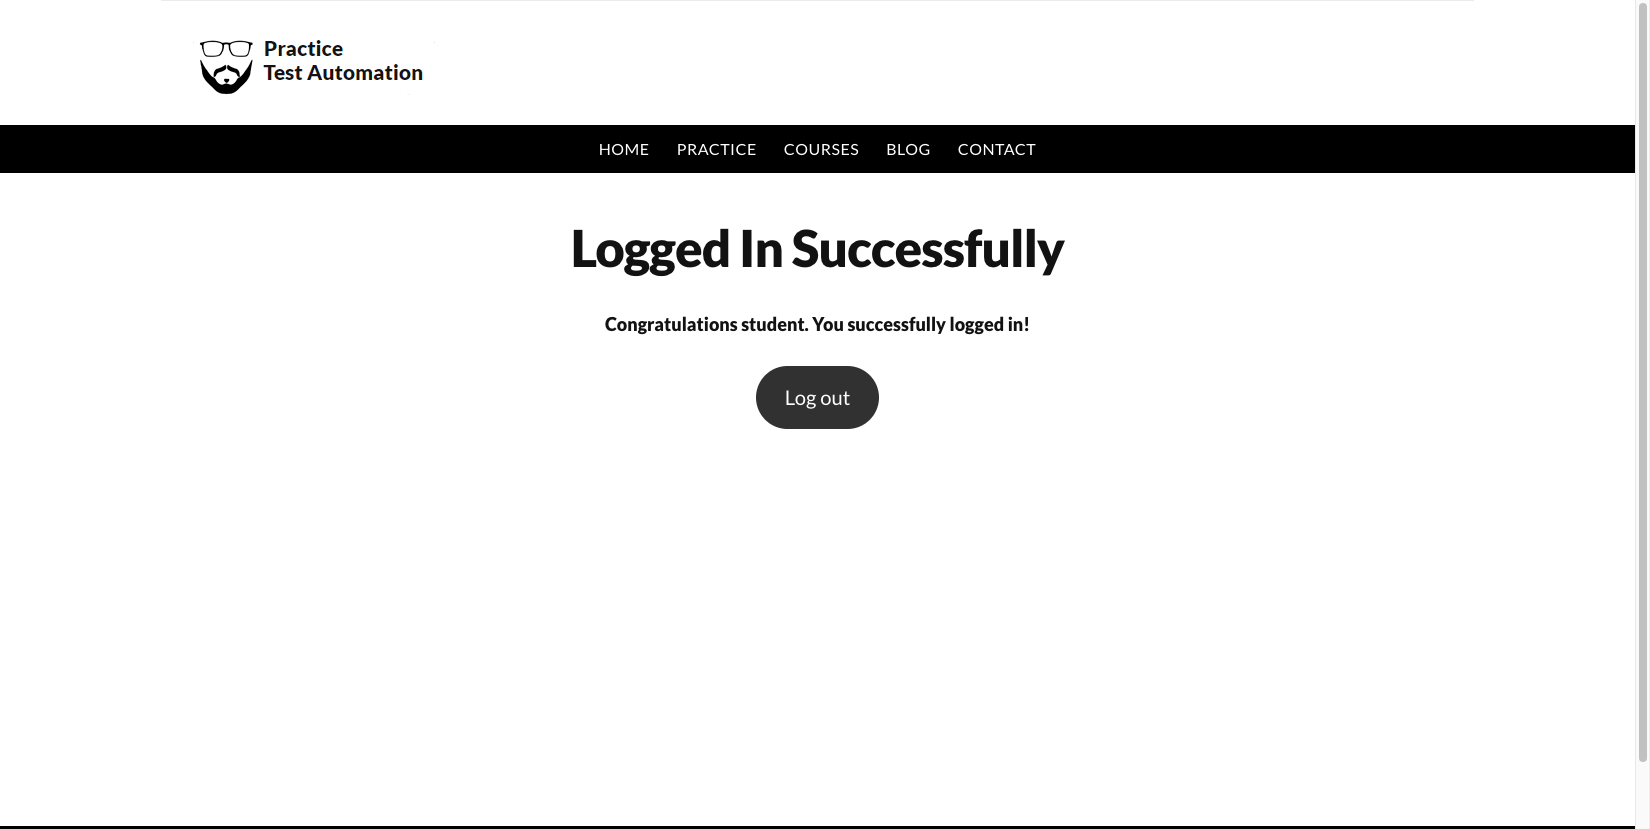 Practice
Test Automation
HOME PRACTICE COURSES BLOG CONTACT
Logged In Successfully
Congratulations student. You successfully logged in!
Log out